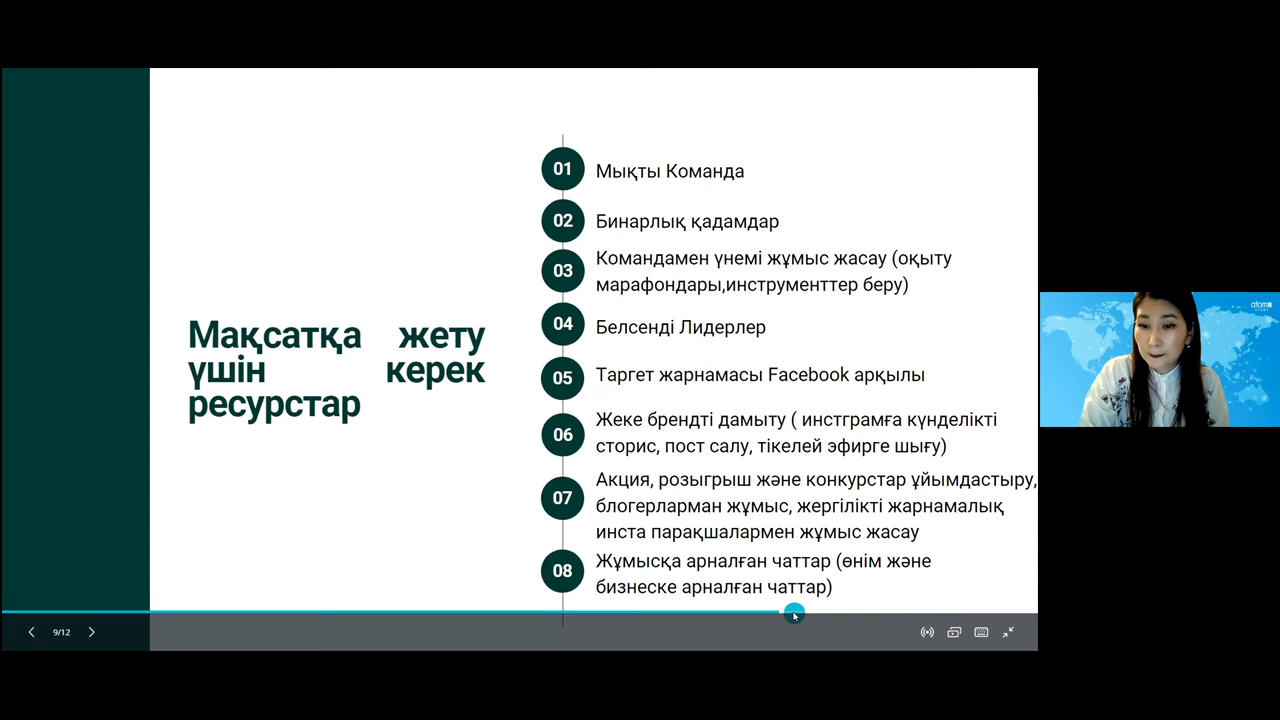 Мақсатқа жету
үшін керек
ресурстар
01
Мықты Команда
02
Бинарлық қадамдар
03
Командамен үнемі жұмыс жасау (оқыту
марафондары,инструменттер беру)
04
Белсенді Лидерлер
05
Таргет жарнамасы Facebook арқылы
06
Жеке брендті дамыту ( инстграмға күнделікті
сторис, пост салу, тікелей эфирге шығу)
07
Акция, розыгрыш және конкурстар ұйымдастыру,
блогерларман жұмыс, жергілікті жарнамалық
инста парақшалармен жұмыс жасау
08
Жұмысқа арналған чаттар (өнім және
бизнеске арналған чаттар)
9/12